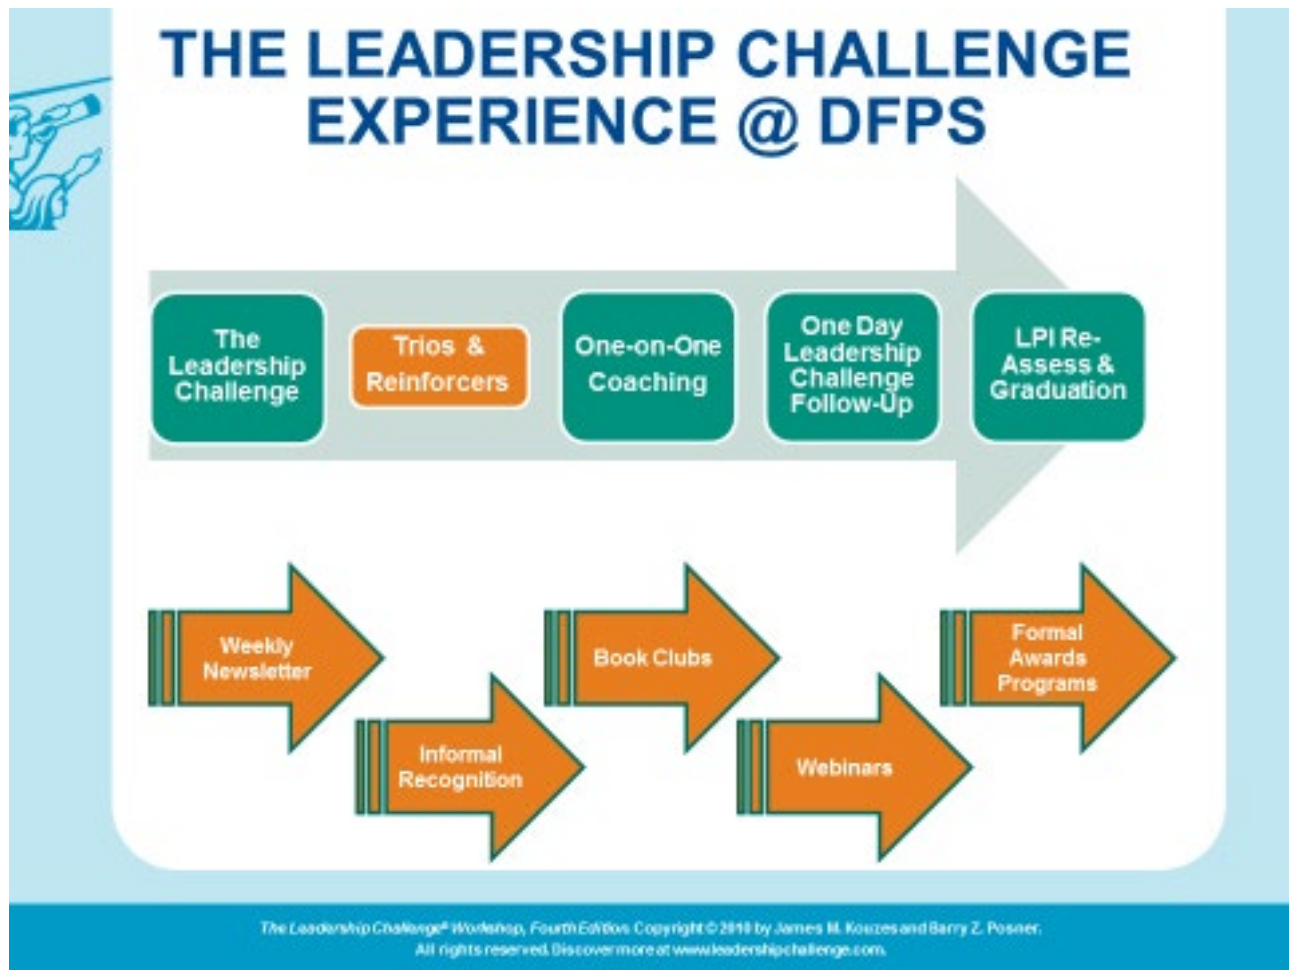 THE LEADERSHIP CHALLENGE
EXPERIENCE @ DFPS
The
Leadership
Challenge
Trios &
Reinforcers
One-on-One
Coaching
One Day
Leadership
Challenge
Follow-Up
LPI Re-
Assess &
Graduation
Weekly
Newsletter
Informal
Recognition
Book Clubs
Webinars
Formal
Awards
Programs
The Leadership Challenge® Workshop, Fourth Edition. Copyright © 2010 by James M. Kouzes and Barry Z. Posner.
All rights reserved. Discover more at www.leadershipchallenge.com.